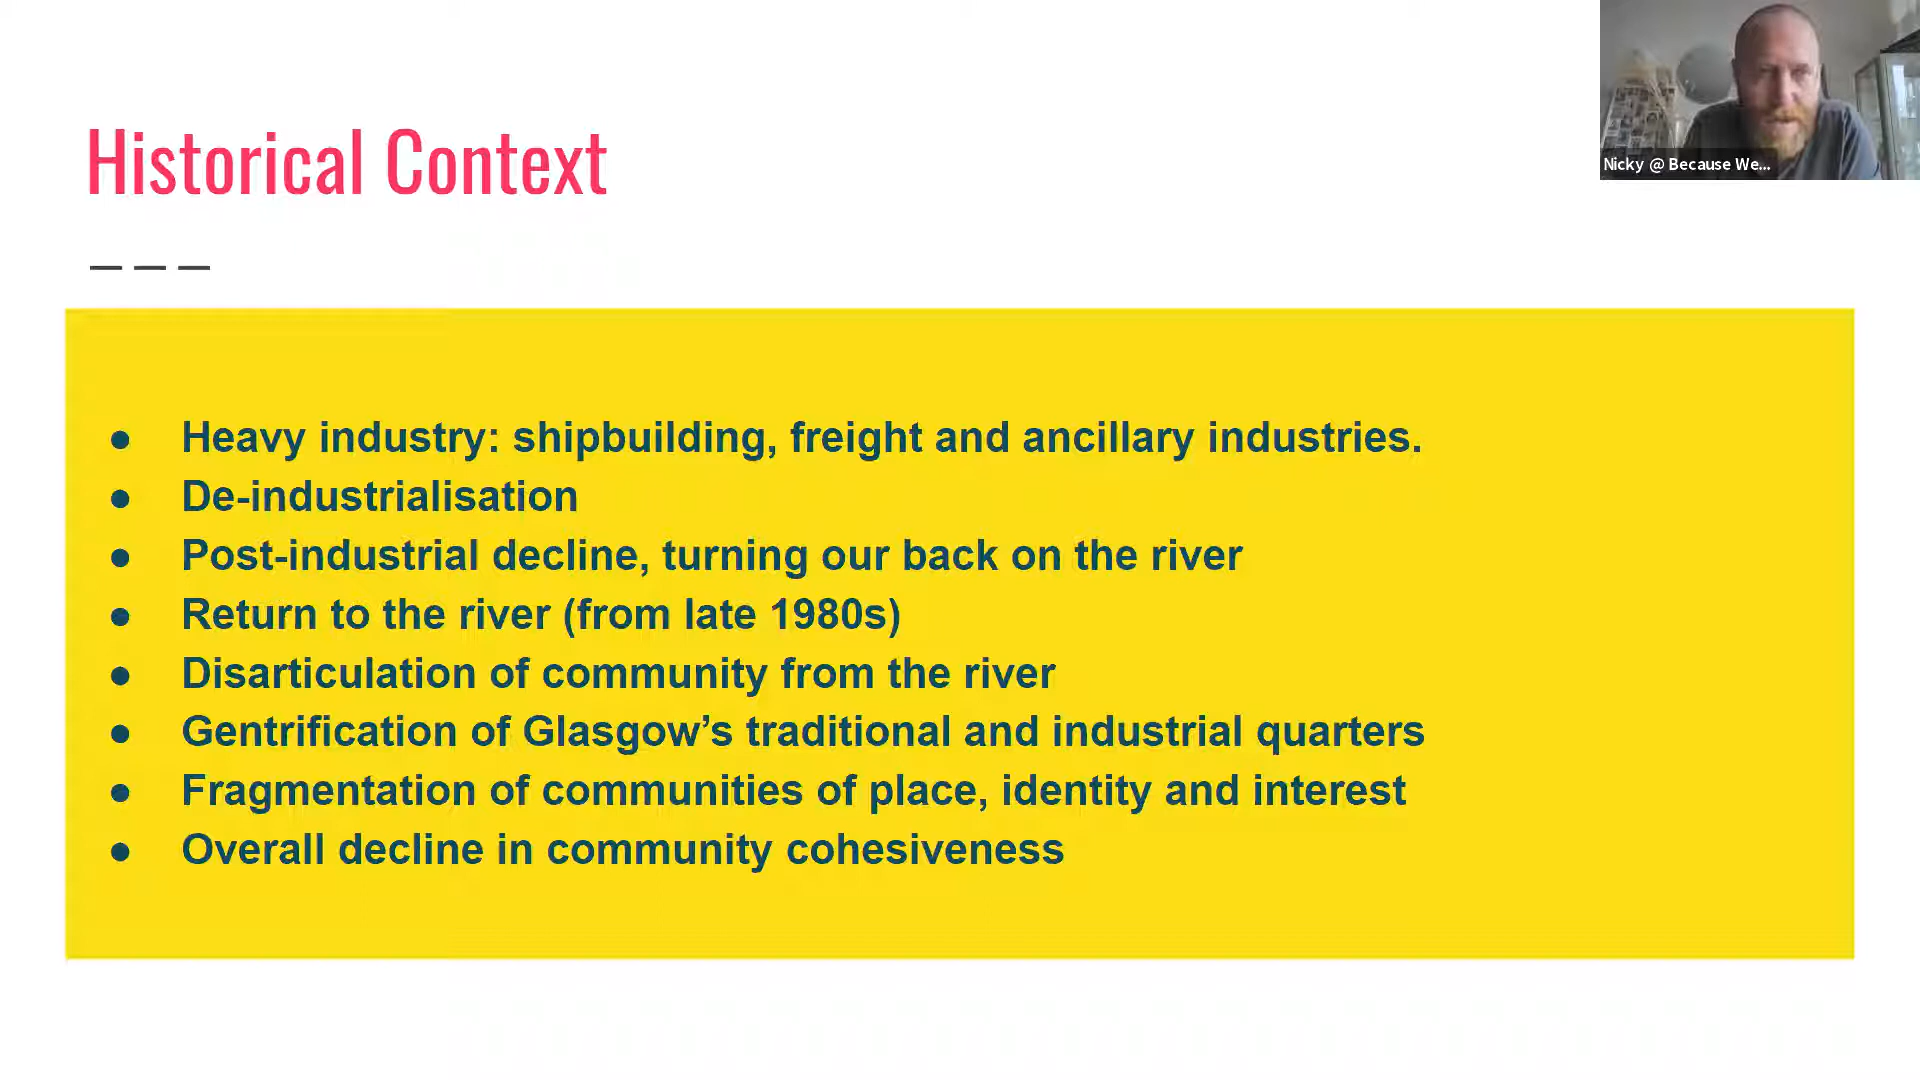 Historical Context
Nicky @ Because We...
● Heavy industry: shipbuilding, freight and ancillary industries.
● De-industrialisation
● Post-industrial decline, turning our back on the river
● Return to the river (from late 1980s)
● Disarticulation of community from the river
● Gentrification of Glasgow’s traditional and industrial quarters
● Fragmentation of communities of place, identity and interest
● Overall decline in community cohesiveness